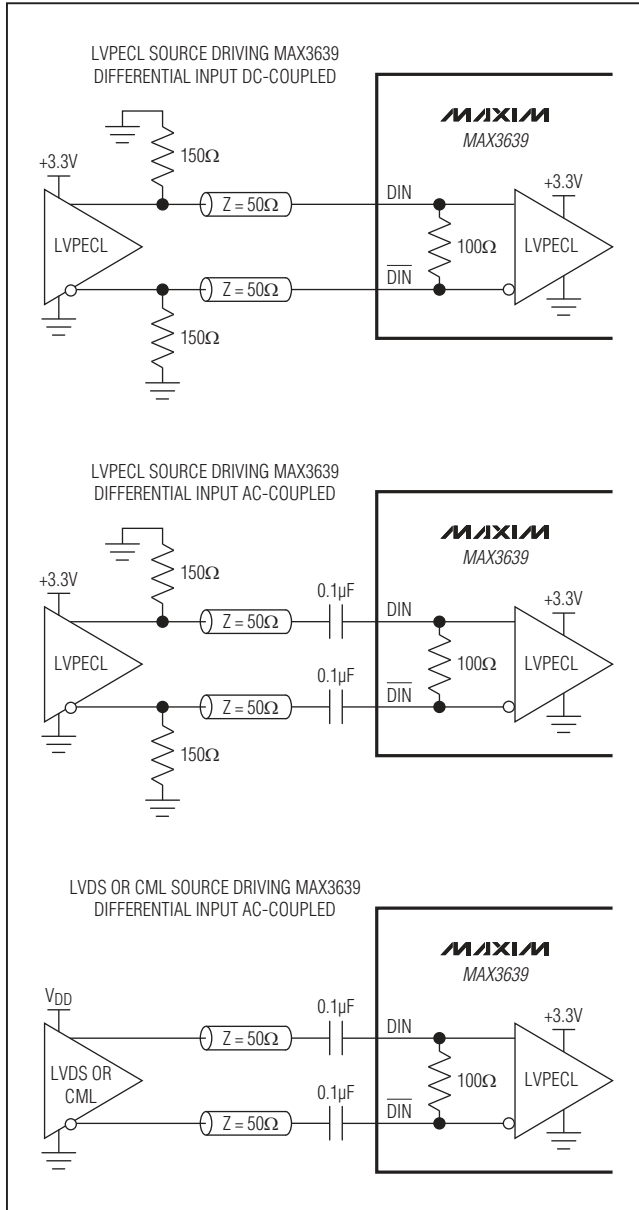 LVPECL SOURCE DRIVING MAX3639
DIFFERENTIAL INPUT DC-COUPLED
MAXIM
MAX3639
150Ω
+3.3V
+3.3V
Z = 50Ω
DIN
LVPECL
100Ω
LVPECL
Z = 50Ω
DIN
150Ω
LVPECL SOURCE DRIVING MAX3639
DIFFERENTIAL INPUT AC-COUPLED
MAXIM
MAX3639
150Ω
+3.3V
0.1µF
+3.3V
Z = 50Ω
DIN
LVPECL
100Ω
LVPECL
0.1µF
Z = 50Ω
DIN
150Ω
LVDS OR CML SOURCE DRIVING MAX3639
DIFFERENTIAL INPUT AC-COUPLED
MAXIM
MAX3639
VDD
0.1µF
+3.3V
Z = 50Ω
DIN
LVDS OR
CML
100Ω
LVPECL
0.1µF
Z = 50Ω
DIN